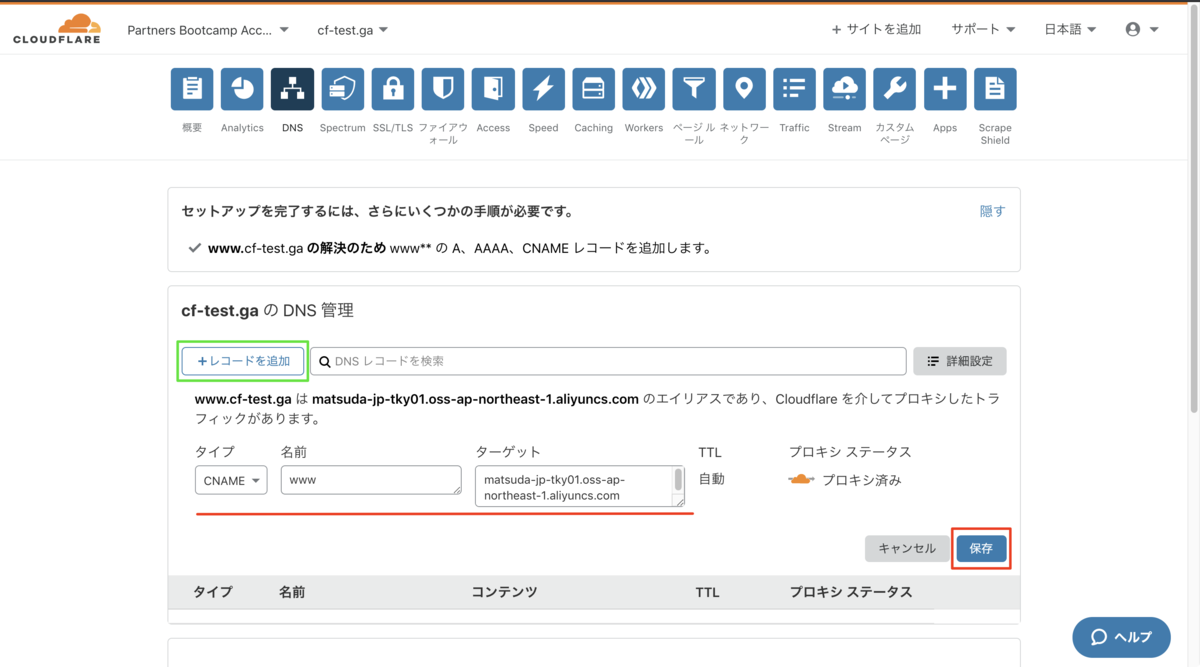 CLOUDFLARE
Partners Bootcamp Acc...
cf-test.ga
+ サイトを追加
サポート
日本語
概要
Analytics
DNS
Spectrum
SSL/TLS
ファイアウ
ォール
Access
Speed
Caching
Workers
ページ ル
ール
ネットワー
ク
Traffic
Stream
カスタム
ページ
Apps
Scrape
Shield
セットアップを完了するには、さらにいくつかの手順が必要です。
隠す
www.cf-test.ga の解決のため www** の A、AAAA、CNAME レコードを追加します。
cf-test.ga の DNS 管理
+レコードを追加
DNS レコードを検索
詳細設定
www.cf-test.ga は matsuda-jp-tky01.oss-ap-northeast-1.aliyuncs.com のエイリアスであり、Cloudflare を介してプロキシしたトラ
フィックがあります。
タイプ
名前
ターゲット
TTL
プロキシ ステータス
CNAME
www
matsuda-jp-tky01.oss-ap-
northeast-1.aliyuncs.com
自動
プロキシ済み
キャンセル
保存
タイプ
名前
コンテンツ
TTL
プロキシ ステータス
ヘルプ